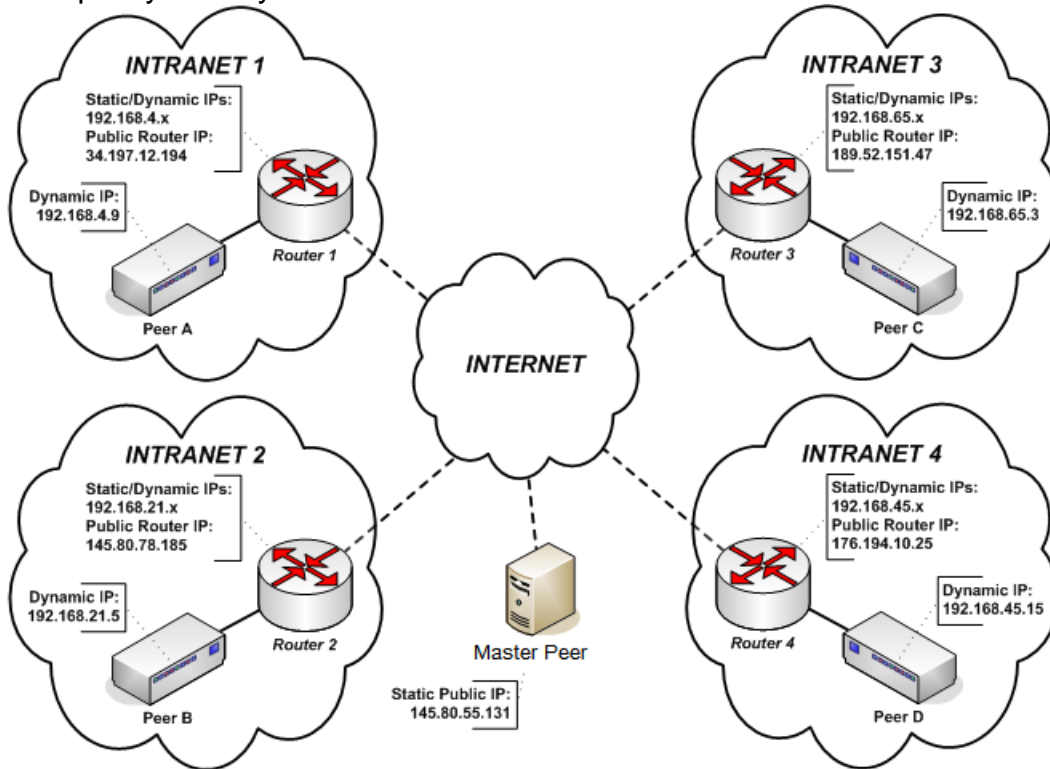 INTRANET 1
Static/Dynamic IPs:
192.168.4.x
Public Router IP:
34.197.12.194
Dynamic IP:
192.168.4.9
Router 1
Peer A
INTRANET 3
Static/Dynamic IPs:
192.168.65.x
Public Router IP:
189.52.151.47
Dynamic IP:
192.168.65.3
Router 3
Peer C
INTERNET
INTRANET 2
Static/Dynamic IPs:
192.168.21.x
Public Router IP:
145.80.78.185
Dynamic IP:
192.168.21.5
Router 2
Peer B
Master Peer
Static Public IP:
145.80.55.131
INTRANET 4
Static/Dynamic IPs:
192.168.45.x
Public Router IP:
176.194.10.25
Dynamic IP:
192.168.45.15
Router 4
Peer D